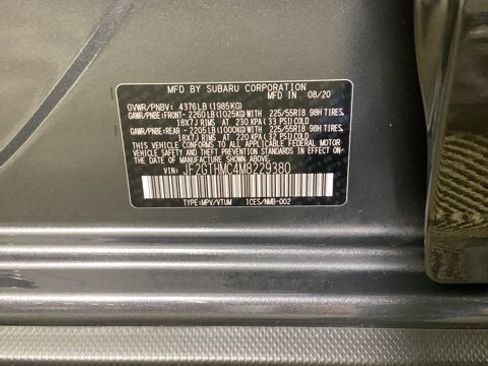 MFD BY SUBARU CORPORATION
MFD IN 08/20
GVWR/PNBV: 4376LB(1985KG)
GAWR/PNBE:FRONT- 2260LB(1025KG) WITH 225/55R18 98H TIRES,
18X7J RIMS AT 230 KPA(33 PSI)COLD
GAWR/PNBE:REAR - 2205LB(1000KG) WITH 225/55R18 98H TIRES,
18X7J RIMS AT 220 KPA(32 PSI)COLD
THIS VEHICLE CONFORMS TO ALL APPLICABLE FEDERAL MOTOR
VEHICLE SAFETY, BUMPER, AND THEFT PREVENTION STANDARDS IN EFFECT ON
THE DATE OF MANUFACTURE SHOWN ABOVE.
VIN: JF2GTHMC4M8229380
TYPE:MPV/VTUM ICES/NMB-002